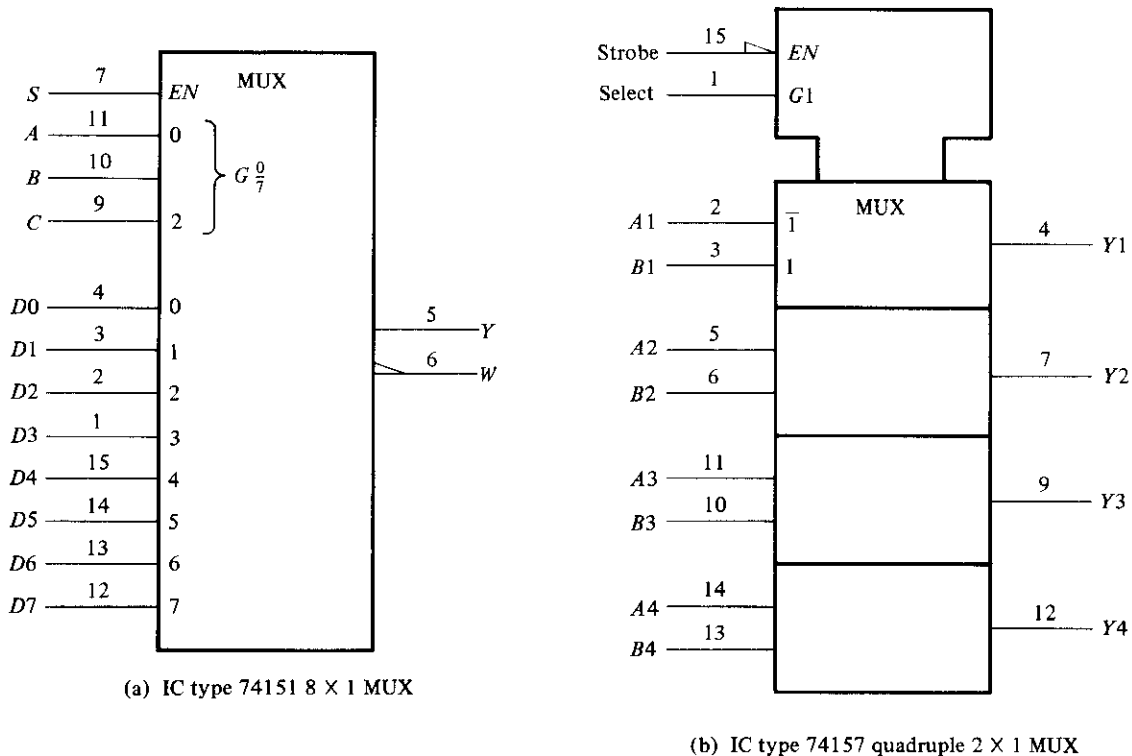 MUX
S 7 EN
A 11 0
B 10
C 9 2
G 0/7
D0 4 0
D1 3 1
D2 2 2
D3 1 3
D4 15 4
D5 14 5
D6 13 6
D7 12 7
5 Y
6 W
(a) IC type 74151 8 × 1 MUX
Strobe 15 EN
Select 1 G1
MUX
A1 2 1̅
B1 3 1
4 Y1
A2 5
B2 6
7 Y2
A3 11
B3 10
9 Y3
A4 14
B4 13
12 Y4
(b) IC type 74157 quadruple 2 × 1 MUX